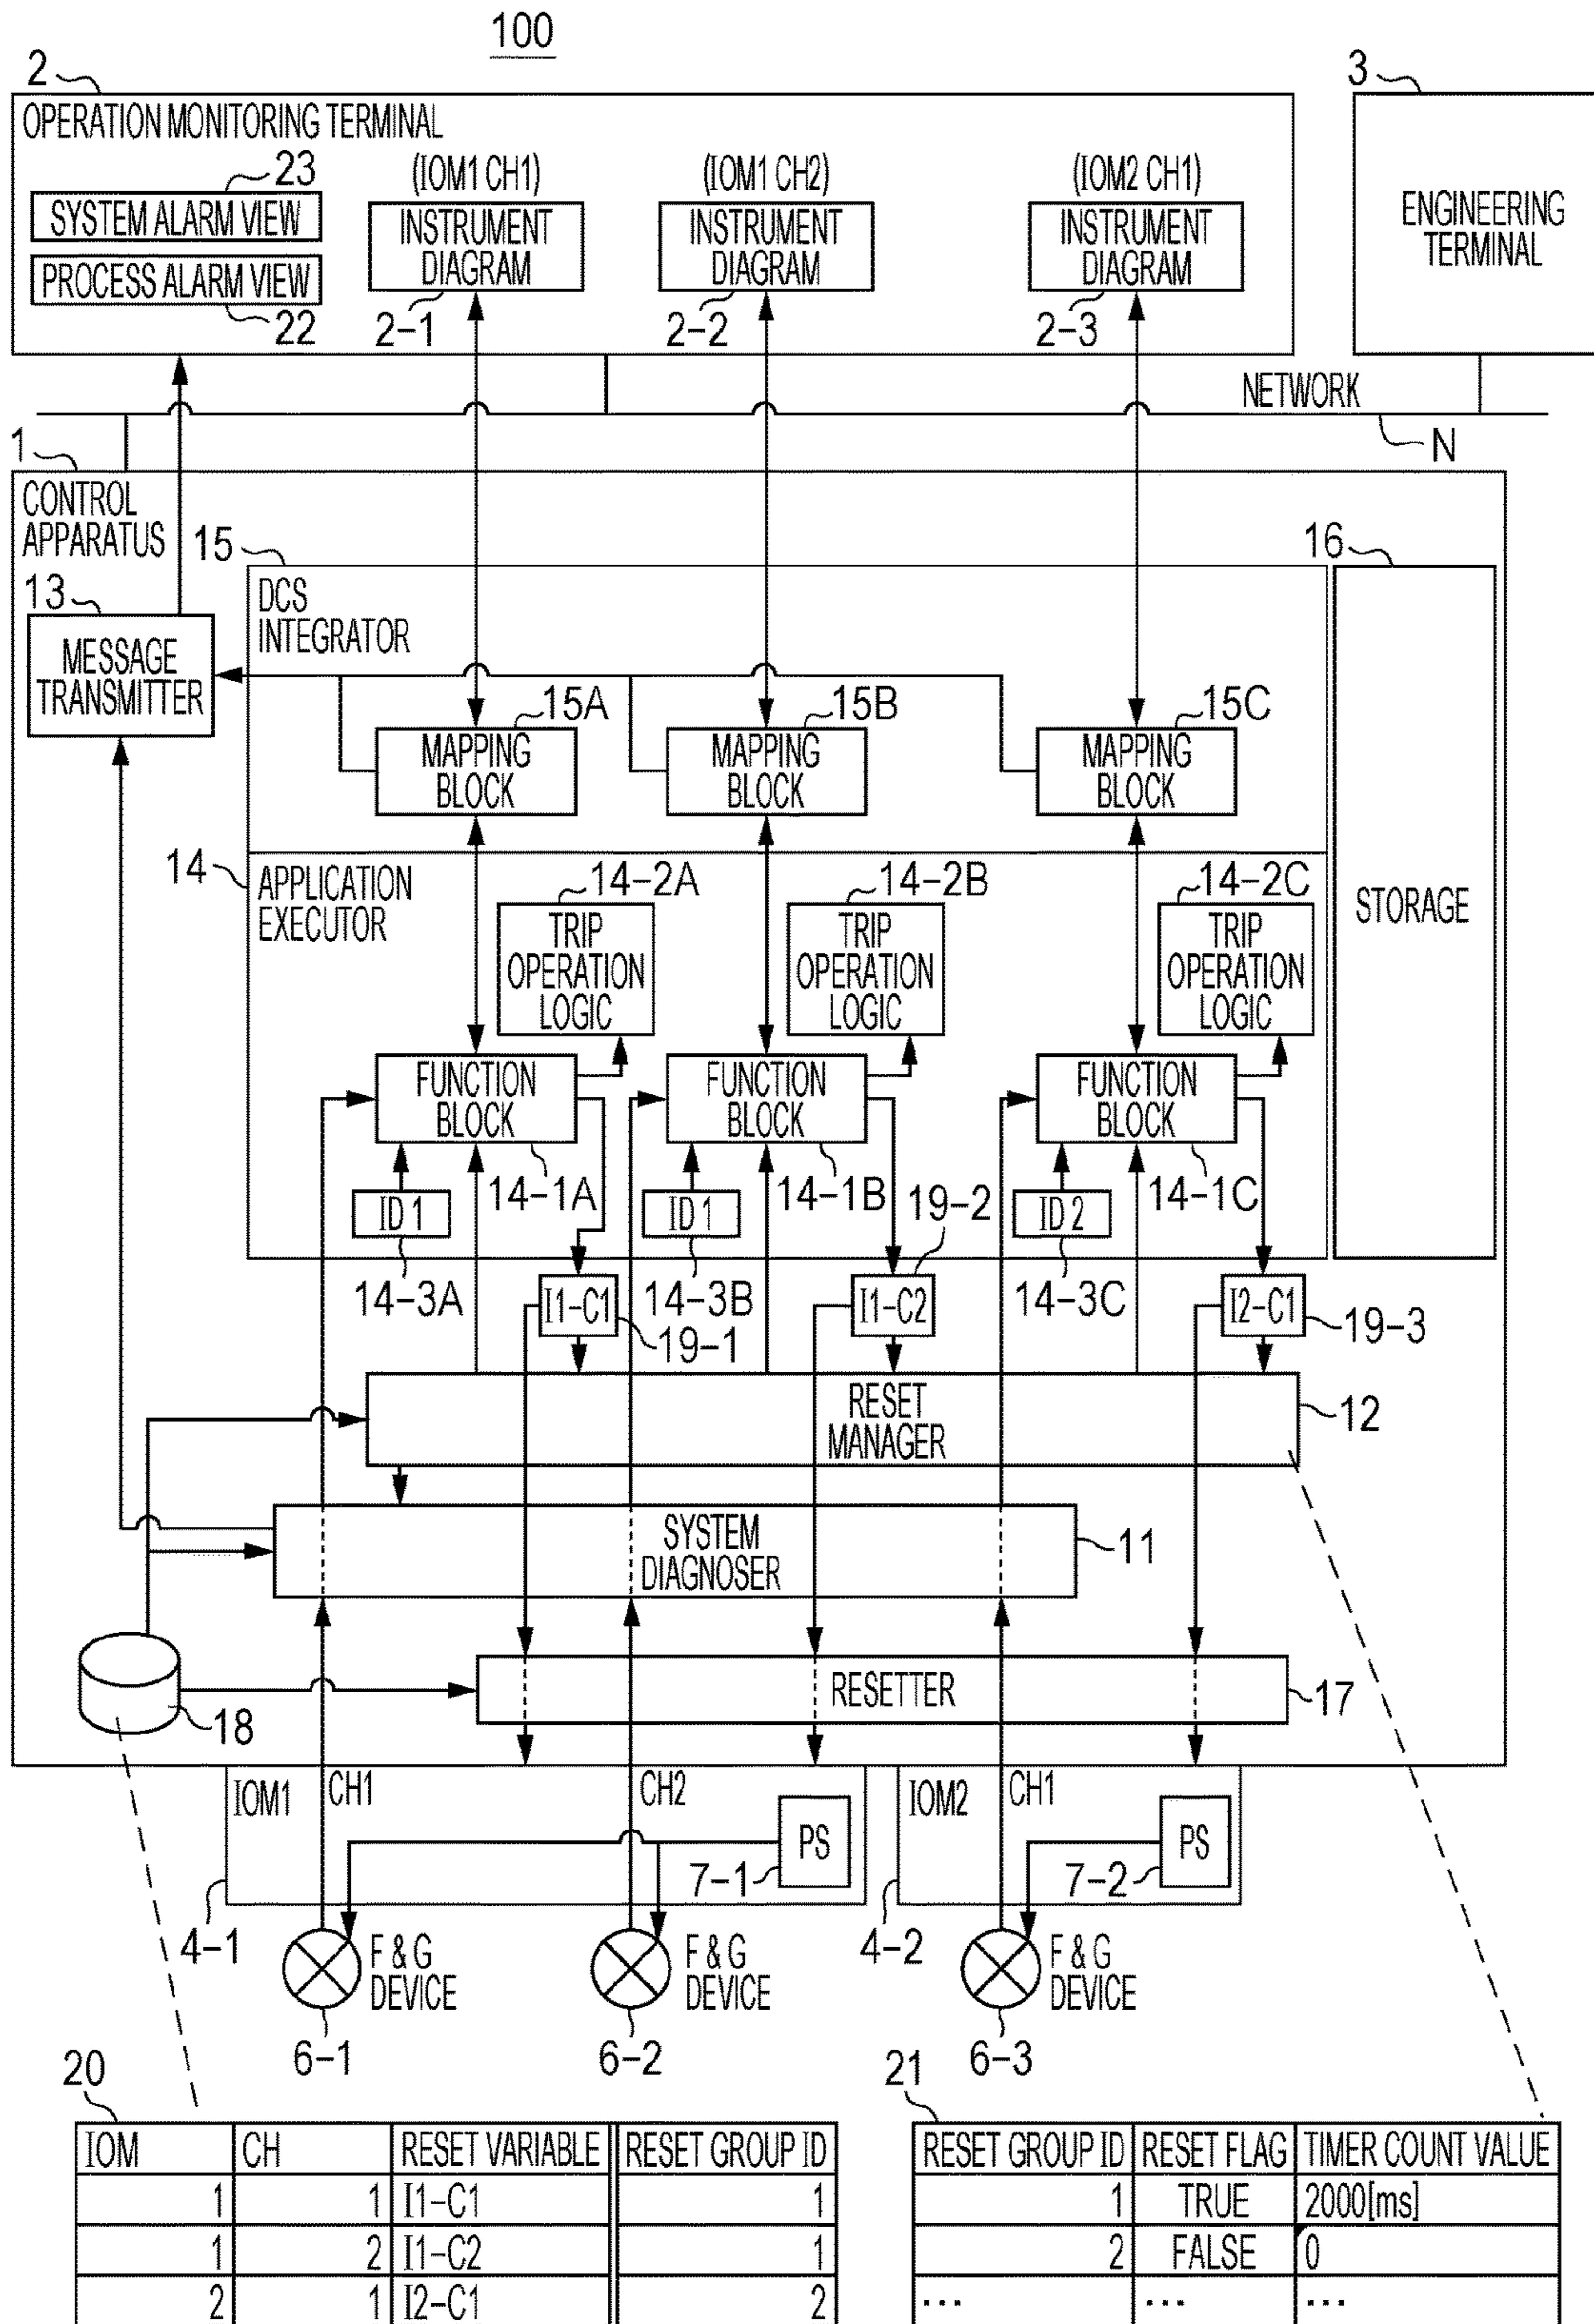 100
2
3
OPERATION MONITORING TERMINAL
23
SYSTEM ALARM VIEW
PROCESS ALARM VIEW
22
(IOM1 CH1)
INSTRUMENT
DIAGRAM
2-1
(IOM1 CH2)
INSTRUMENT
DIAGRAM
2-2
(IOM2 CH1)
INSTRUMENT
DIAGRAM
2-3
ENGINEERING
TERMINAL
NETWORK
N
1
CONTROL
APPARATUS
15
16
13
MESSAGE
TRANSMITTER
DCS
INTEGRATOR
15A
MAPPING
BLOCK
15B
MAPPING
BLOCK
15C
MAPPING
BLOCK
STORAGE
14
APPLICATION
EXECUTOR
14-2A
TRIP
OPERATION
LOGIC
14-2B
TRIP
OPERATION
LOGIC
14-2C
TRIP
OPERATION
LOGIC
FUNCTION
BLOCK
14-1A
FUNCTION
BLOCK
14-1B
FUNCTION
BLOCK
14-1C
ID 1
14-3A
ID 1
14-3B
ID 2
14-3C
I1-C1
19-1
I1-C2
19-2
I2-C1
19-3
RESET
MANAGER
12
SYSTEM
DIAGNOSER
11
RESETTER
17
18
IOM1
CH1
CH2
PS
7-1
4-1
IOM2
CH1
PS
7-2
4-2
F & G
DEVICE
6-1
F & G
DEVICE
6-2
F & G
DEVICE
6-3
20
IOM CH RESET VARIABLE RESET GROUP ID
1 1 I1-C1 1
1 2 I1-C2 1
2 1 I2-C1 2
21
RESET GROUP ID RESET FLAG TIMER COUNT VALUE
1 TRUE 2000[ms]
2 FALSE 0
... ... ...